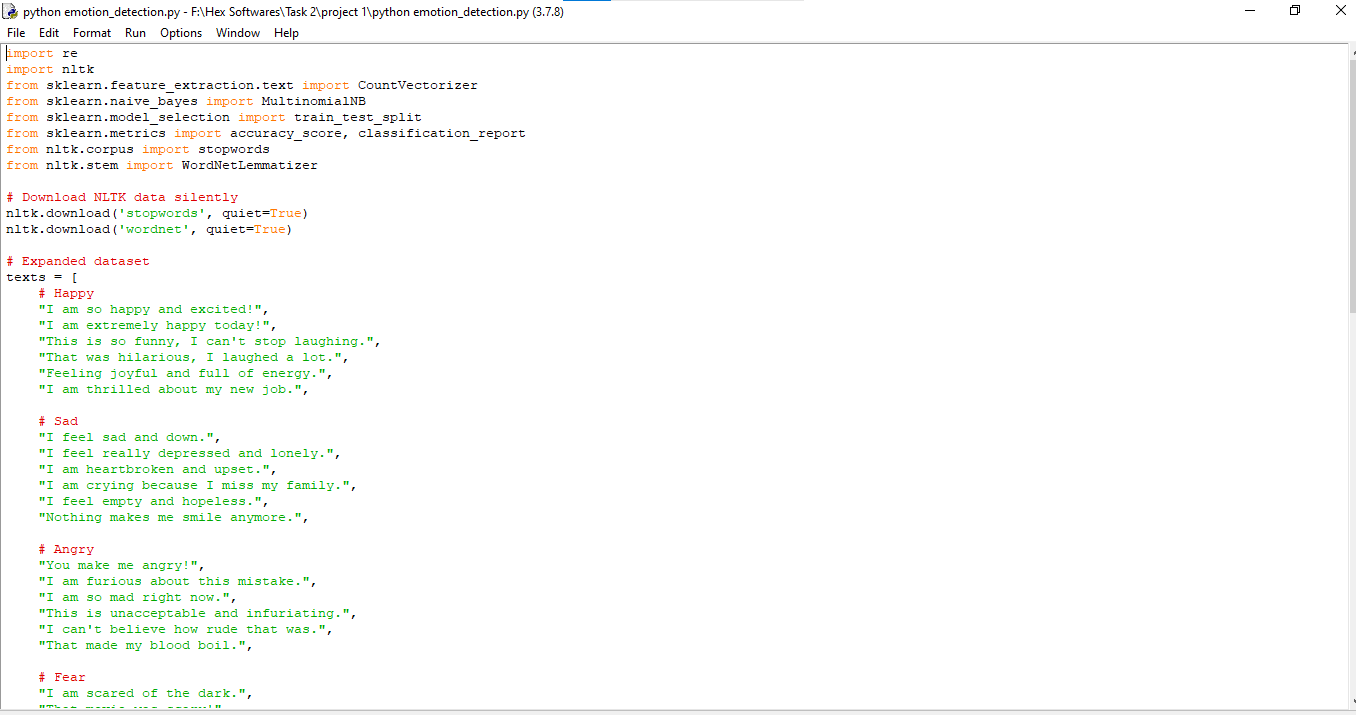 python emotion_detection.py - F:\Hex Softwares\Task 2\project 1\python emotion_detection.py (3.7.8)
File Edit Format Run Options Window Help
import re
import nltk
from sklearn.feature_extraction.text import CountVectorizer
from sklearn.naive_bayes import MultinomialNB
from sklearn.model_selection import train_test_split
from sklearn.metrics import accuracy_score, classification_report
from nltk.corpus import stopwords
from nltk.stem import WordNetLemmatizer

# Download NLTK data silently
nltk.download('stopwords', quiet=True)
nltk.download('wordnet', quiet=True)

# Expanded dataset
texts = [
    # Happy
    "I am so happy and excited!",
    "I am extremely happy today!",
    "This is so funny, I can't stop laughing.",
    "That was hilarious, I laughed a lot.",
    "Feeling joyful and full of energy.",
    "I am thrilled about my new job.",

    # Sad
    "I feel sad and down.",
    "I feel really depressed and lonely.",
    "I am heartbroken and upset.",
    "I am crying because I miss my family.",
    "I feel empty and hopeless.",
    "Nothing makes me smile anymore.",

    # Angry
    "You make me angry!",
    "I am furious about this mistake.",
    "I am so mad right now.",
    "This is unacceptable and infuriating.",
    "I can't believe how rude that was.",
    "That made my blood boil.",

    # Fear
    "I am scared of the dark.",